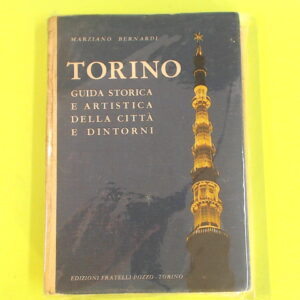 MARZIANO BERNARDI
TORINO
GUIDA STORICA
E ARTISTICA
DELLA CITTÀ
E DINTORNI
EDIZIONI FRATELLI POZZO - TORINO